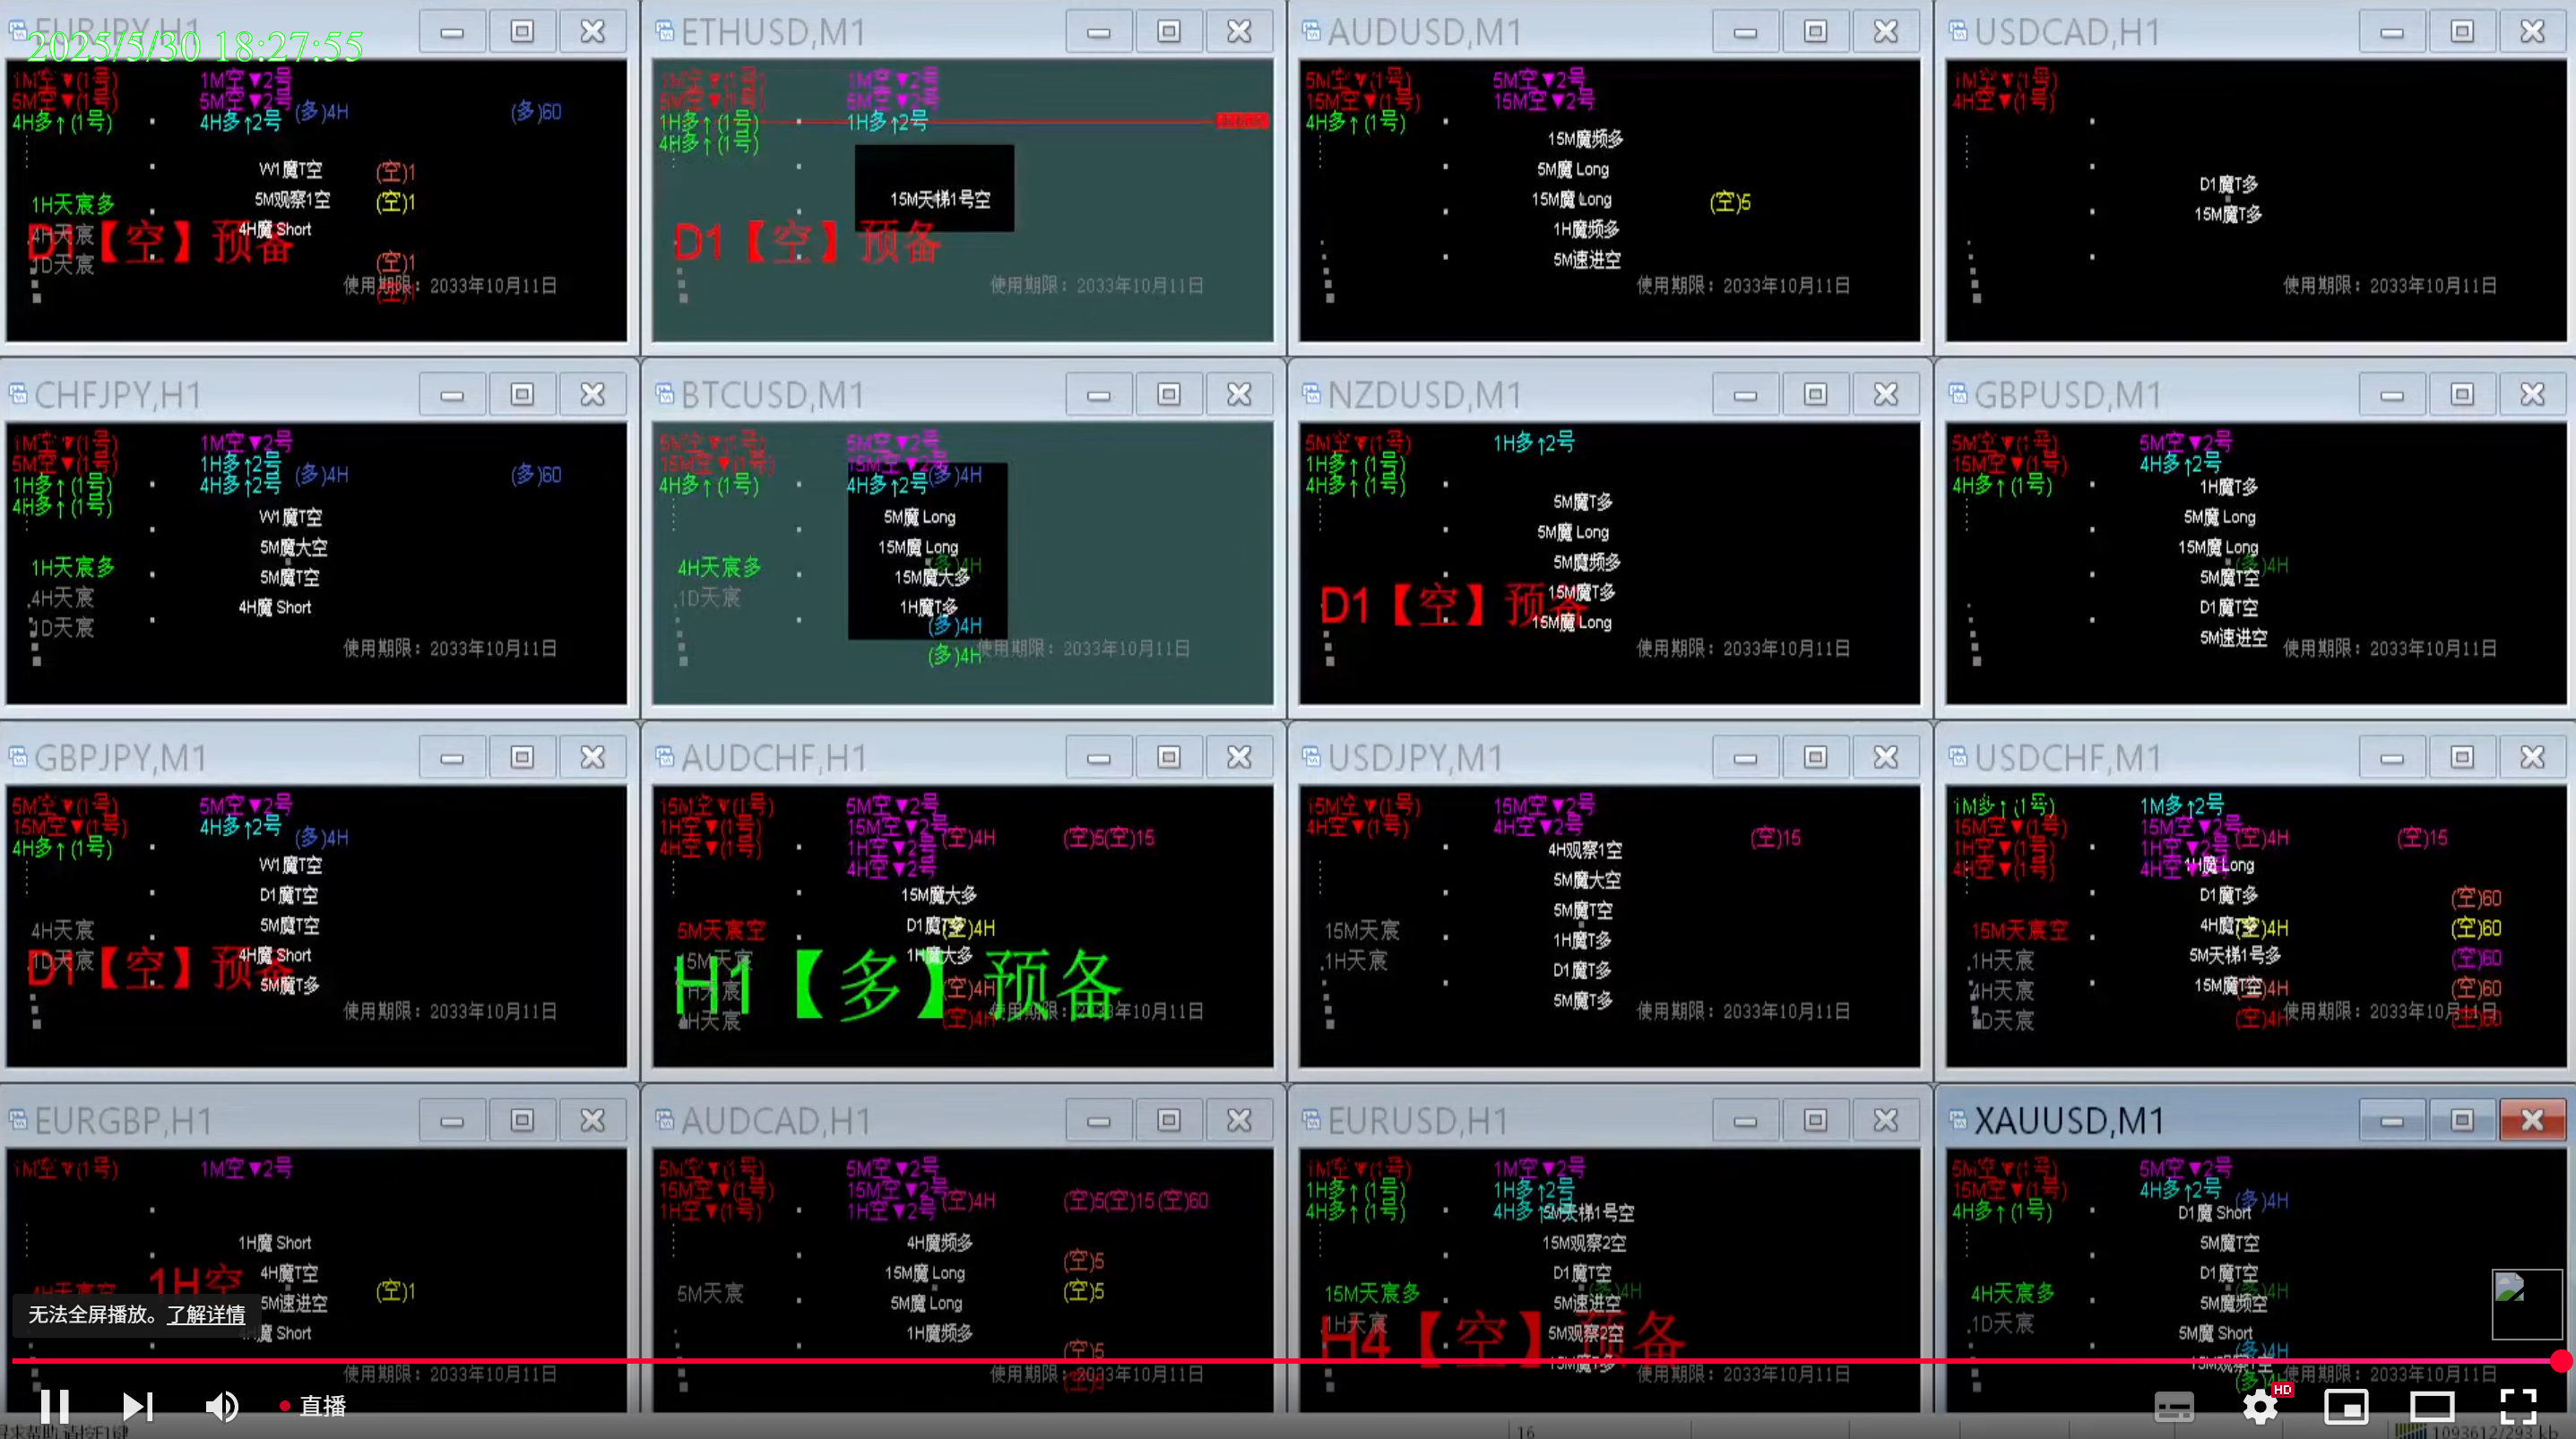 2025/5/30 18:27:55
EURJPY,H1
1M空▼(1号)
5M空▼(1号)
4H多↑(1号)
1M空▼2号
5M空▼2号
4H多↑2号
(多)4H
(多)60
W1魔T空
(空)1
5M观察1空
(空)1
1H天宸多
4H魔 Short
4H天宸
D1【空】预备
1D天宸
(空)1
使用期限：2033年10月11日
ETHUSD,M1
1M空▼(1号)
5M空▼(1号)
1H多↑(1号)
4H多↑(1号)
1M空▼2号
5M空▼2号
1H多↑2号
15M天梯1号空
D1【空】预备
使用期限：2033年10月11日
AUDUSD,M1
5M空▼(1号)
15M空▼(1号)
4H多↑(1号)
5M空▼2号
15M空▼2号
15M魔频多
5M魔 Long
15M魔 Long
(空)5
1H魔频多
5M速进空
使用期限：2033年10月11日
USDCAD,H1
1M空▼(1号)
4H空▼(1号)
D1魔T多
15M魔T多
使用期限：2033年10月11日
CHFJPY,H1
1M空▼(1号)
5M空▼(1号)
1H多↑(1号)
4H多↑(1号)
1M空▼2号
1H多↑2号
4H多↑2号
(多)4H
(多)60
W1魔T空
5M魔大空
1H天宸多
5M魔T空
4H天宸
4H魔 Short
1D天宸
使用期限：2033年10月11日
BTCUSD,M1
5M空▼(1号)
15M空▼(1号)
4H多↑(1号)
5M空▼2号
15M空▼2号
4H多↑2号
(多)4H
5M魔 Long
15M魔 Long
(多)4H
4H天宸多
15M魔大多
1D天宸
1H魔T多
(多)4H
(多)4H
使用期限：2033年10月11日
NZDUSD,M1
5M空▼(1号)
1H多↑(1号)
4H多↑(1号)
1H多↑2号
5M魔T多
5M魔 Long
5M魔频多
15M魔T多
D1【空】预备
15M魔 Long
使用期限：2033年10月11日
GBPUSD,M1
5M空▼(1号)
15M空▼(1号)
4H多↑(1号)
5M空▼2号
4H多↑2号
1H魔T多
5M魔 Long
15M魔 Long
(多)4H
5M魔T空
D1魔T空
5M速进空
使用期限：2033年10月11日
GBPJPY,M1
5M空▼(1号)
15M空▼(1号)
4H多↑(1号)
5M空▼2号
4H多↑2号
(多)4H
W1魔T空
D1魔T空
5M魔T空
4H天宸
4H魔 Short
1D天宸
D1【空】预备
5M魔T多
使用期限：2033年10月11日
AUDCHF,H1
15M空▼(1号)
1H空▼(1号)
4H空▼(1号)
5M空▼2号
15M空▼2号
1H空▼2号
4H空▼2号
(空)4H
(空)5(空)15
15M魔大多
D1魔T多
(空)4H
5M天宸空
1H魔大多
15M天宸
H1【多】预备
1H天宸
(空)4H
4H天宸
(空)4H
使用期限：2033年10月11日
USDJPY,M1
15M空▼(1号)
4H空▼(1号)
15M空▼2号
4H空▼2号
(空)15
4H观察1空
5M魔大空
5M魔T空
15M天宸
1H魔T多
1H天宸
D1魔T多
5M魔T多
使用期限：2033年10月11日
USDCHF,M1
1M多↑(1号)
15M空▼(1号)
1H空▼(1号)
4H空▼(1号)
1M多↑2号
15M空▼2号
1H空▼2号
4H空▼2号
(空)4H
(空)15
1H魔 Long
D1魔T多
(空)60
4H魔T多
(空)4H
(空)60
15M天宸空
5M天梯1号多
(空)60
1H天宸
15M魔T空
(空)4H
(空)60
4H天宸
1D天宸
(空)4H
(空)60
使用期限：2033年10月11日
EURGBP,H1
1M空▼(1号)
1M空▼2号
1H魔 Short
4H魔T空
1H空
4H天宸空
(空)1
5M速进空
4H魔 Short
使用期限：2033年10月11日
AUDCAD,H1
5M空▼(1号)
15M空▼(1号)
1H空▼(1号)
5M空▼2号
15M空▼2号
1H空▼2号
(空)4H
(空)5(空)15(空)60
4H魔频多
(空)5
15M魔 Long
(空)5
5M天宸
5M魔 Long
1H魔频多
(空)5
使用期限：2033年10月11日
EURUSD,H1
1M空▼(1号)
1H多↑(1号)
4H多↑(1号)
1M空▼2号
1H多↑2号
4H多↑2号
5M天梯1号空
15M观察2空
D1魔T空
(多)4H
15M天宸多
5M速进空
1H天宸
5M观察2空
H4【空】预备
15M魔T多
使用期限：2033年10月11日
XAUUSD,M1
5M空▼(1号)
15M空▼(1号)
4H多↑(1号)
5M空▼2号
4H多↑2号
(多)4H
D1魔 Short
5M魔T空
D1魔T空
(多)4H
4H天宸多
5M魔频空
1D天宸
5M魔 Short
(多)4H
使用期限：2033年10月11日
无法全屏播放。了解详情
直播
HD
16
1093612/293 kb